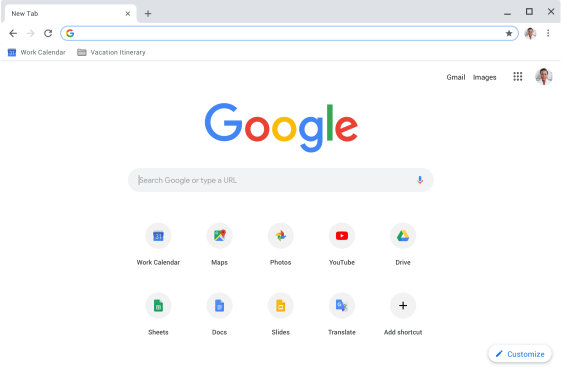 New Tab
Work Calendar Vacation Itinerary
Gmail Images
Google
Search Google or type a URL
31
Work Calendar Maps Photos YouTube Drive
Sheets Docs Slides Translate Add shortcut
Customize